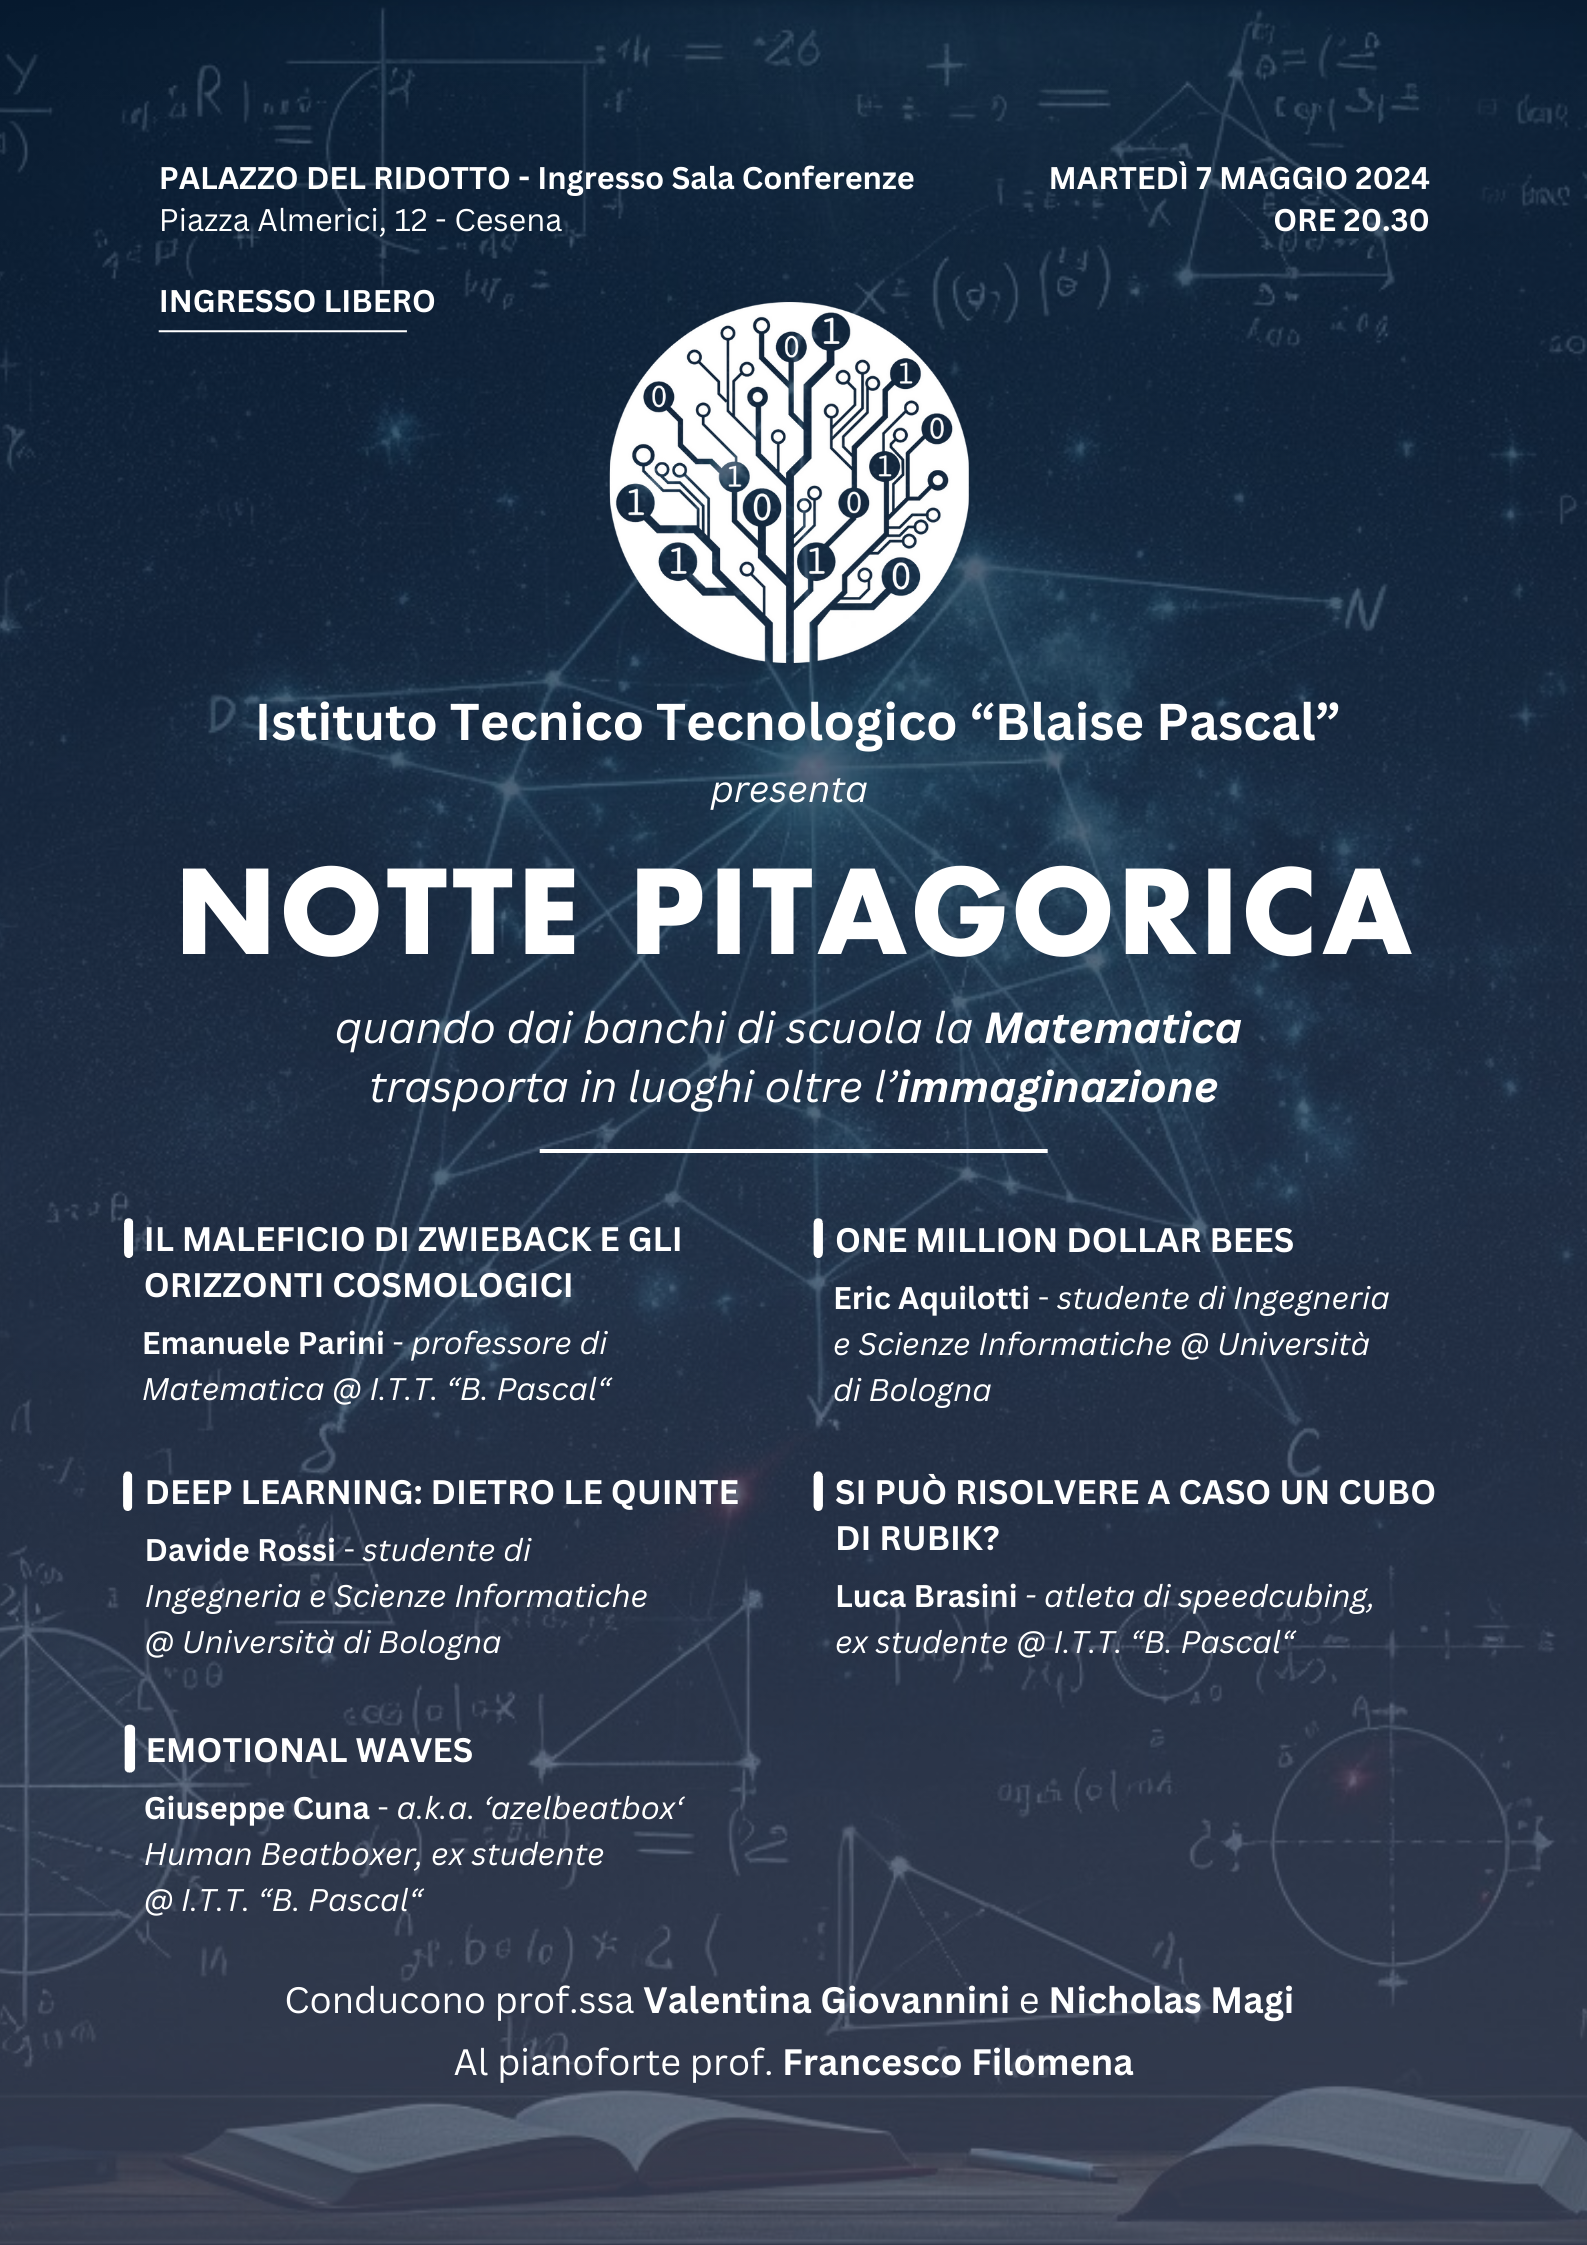 PALAZZO DEL RIDOTTO - Ingresso Sala Conferenze
Piazza Almerici, 12 - Cesena
INGRESSO LIBERO
MARTEDÌ 7 MAGGIO 2024
ORE 20.30
Istituto Tecnico Tecnologico “Blaise Pascal”
presenta
NOTTE PITAGORICA
quando dai banchi di scuola la Matematica
trasporta in luoghi oltre l’immaginazione
IL MALEFICIO DI ZWIEBACK E GLI
ORIZZONTI COSMOLOGICI
Emanuele Parini - professore di
Matematica @ I.T.T. “B. Pascal“
ONE MILLION DOLLAR BEES
Eric Aquilotti - studente di Ingegneria
e Scienze Informatiche @ Università
di Bologna
DEEP LEARNING: DIETRO LE QUINTE
Davide Rossi - studente di
Ingegneria e Scienze Informatiche
@ Università di Bologna
SI PUÒ RISOLVERE A CASO UN CUBO
DI RUBIK?
Luca Brasini - atleta di speedcubing,
ex studente @ I.T.T. “B. Pascal“
EMOTIONAL WAVES
Giuseppe Cuna - a.k.a. ‘azelbeatbox‘
Human Beatboxer, ex studente
@ I.T.T. “B. Pascal“
Conducono prof.ssa Valentina Giovannini e Nicholas Magi
Al pianoforte prof. Francesco Filomena